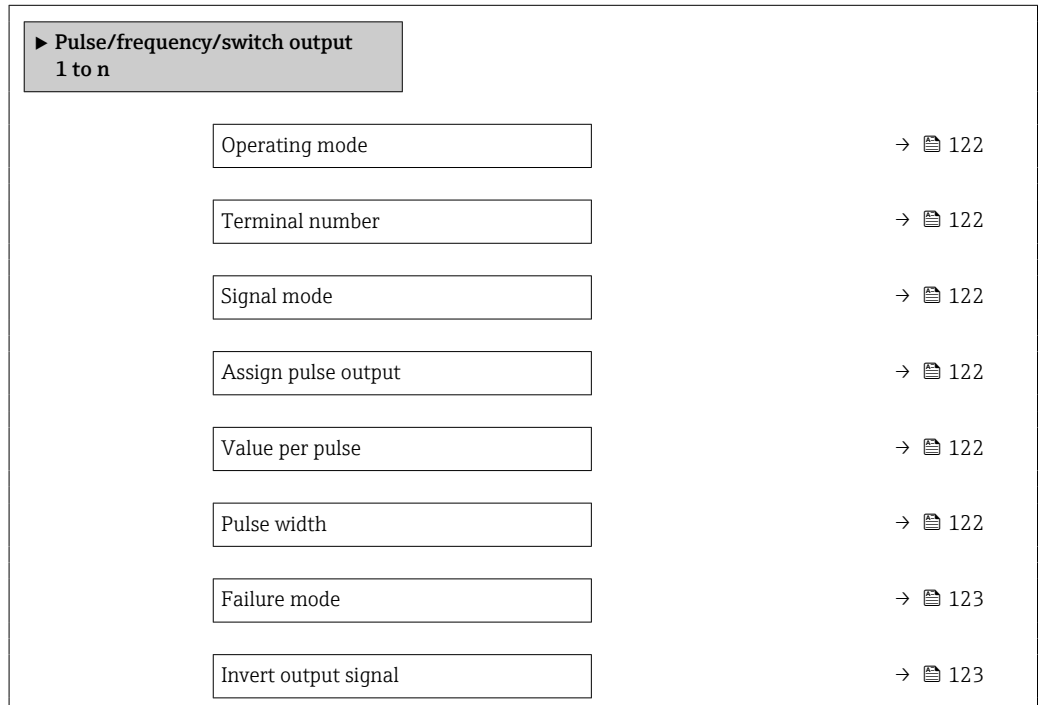 ▶ Pulse/frequency/switch output
1 to n
Operating mode → 122
Terminal number → 122
Signal mode → 122
Assign pulse output → 122
Value per pulse → 122
Pulse width → 122
Failure mode → 123
Invert output signal → 123